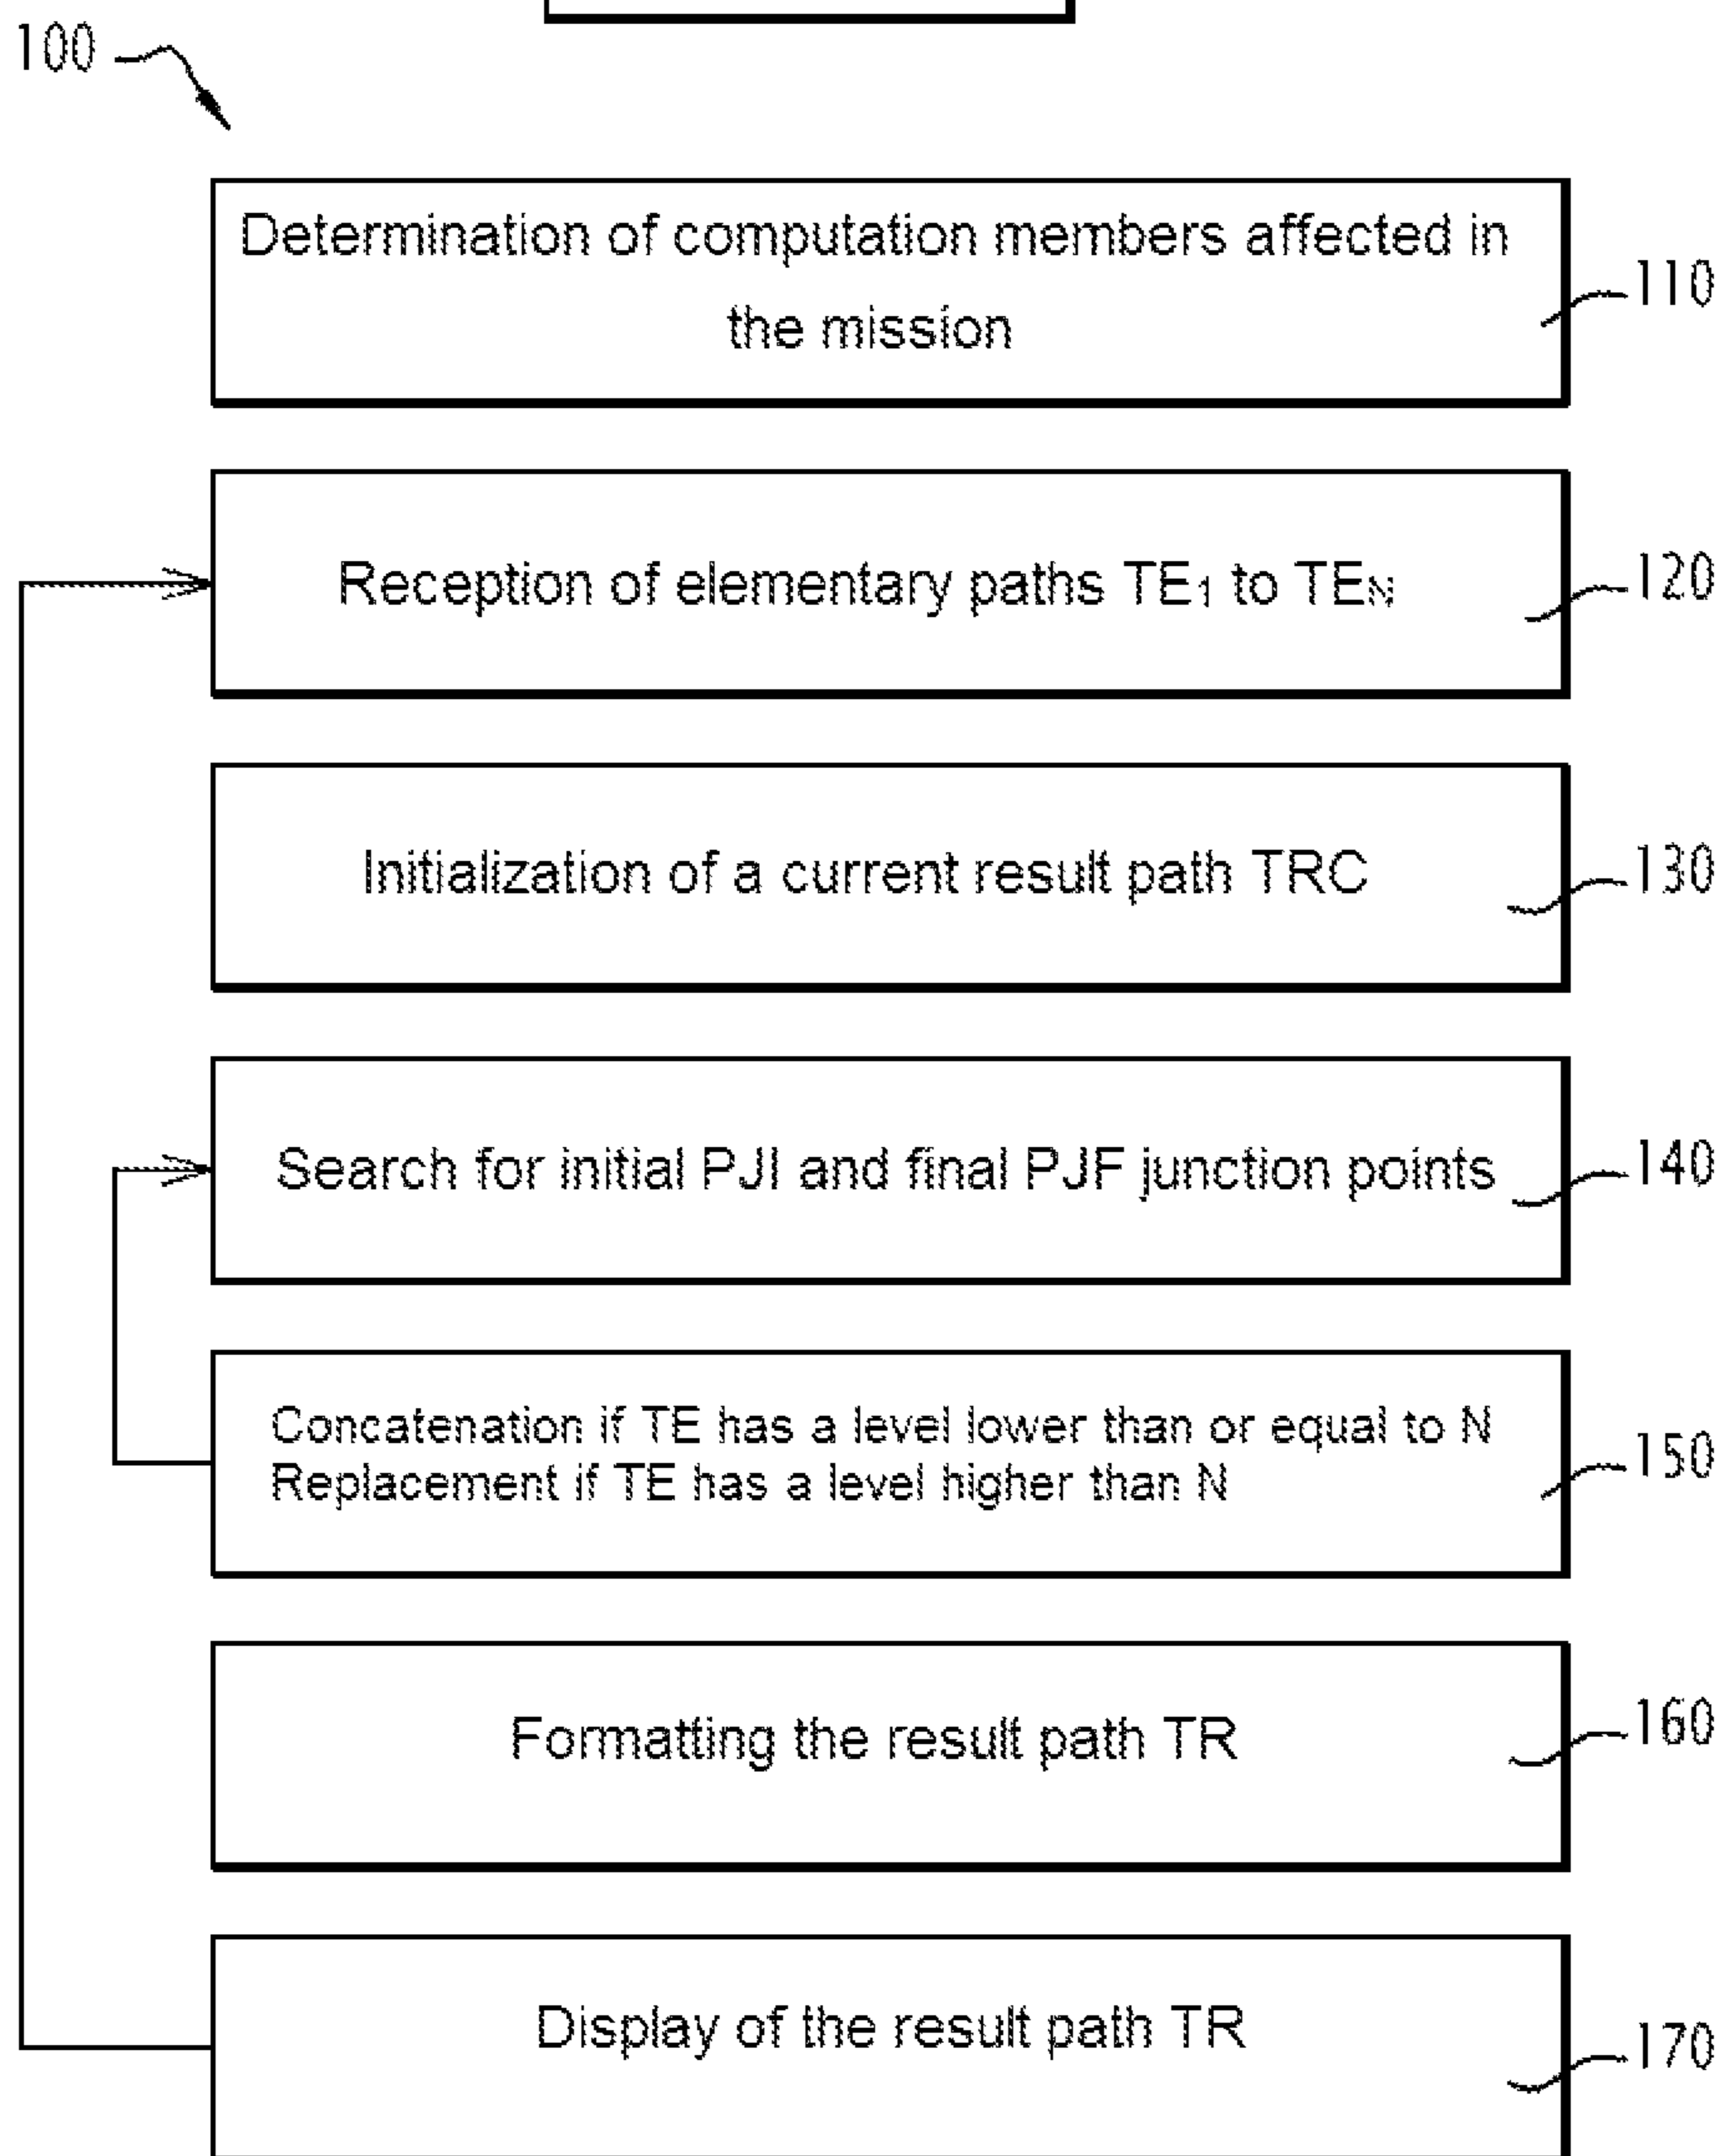 100
Determination of computation members affected in
the mission
110
Reception of elementary paths TE₁ to TEN
120
Initialization of a current result path TRC
130
Search for initial PJI and final PJF junction points
140
Concatenation if TE has a level lower than or equal to N
Replacement if TE has a level higher than N
150
Formatting the result path TR
160
Display of the result path TR
170